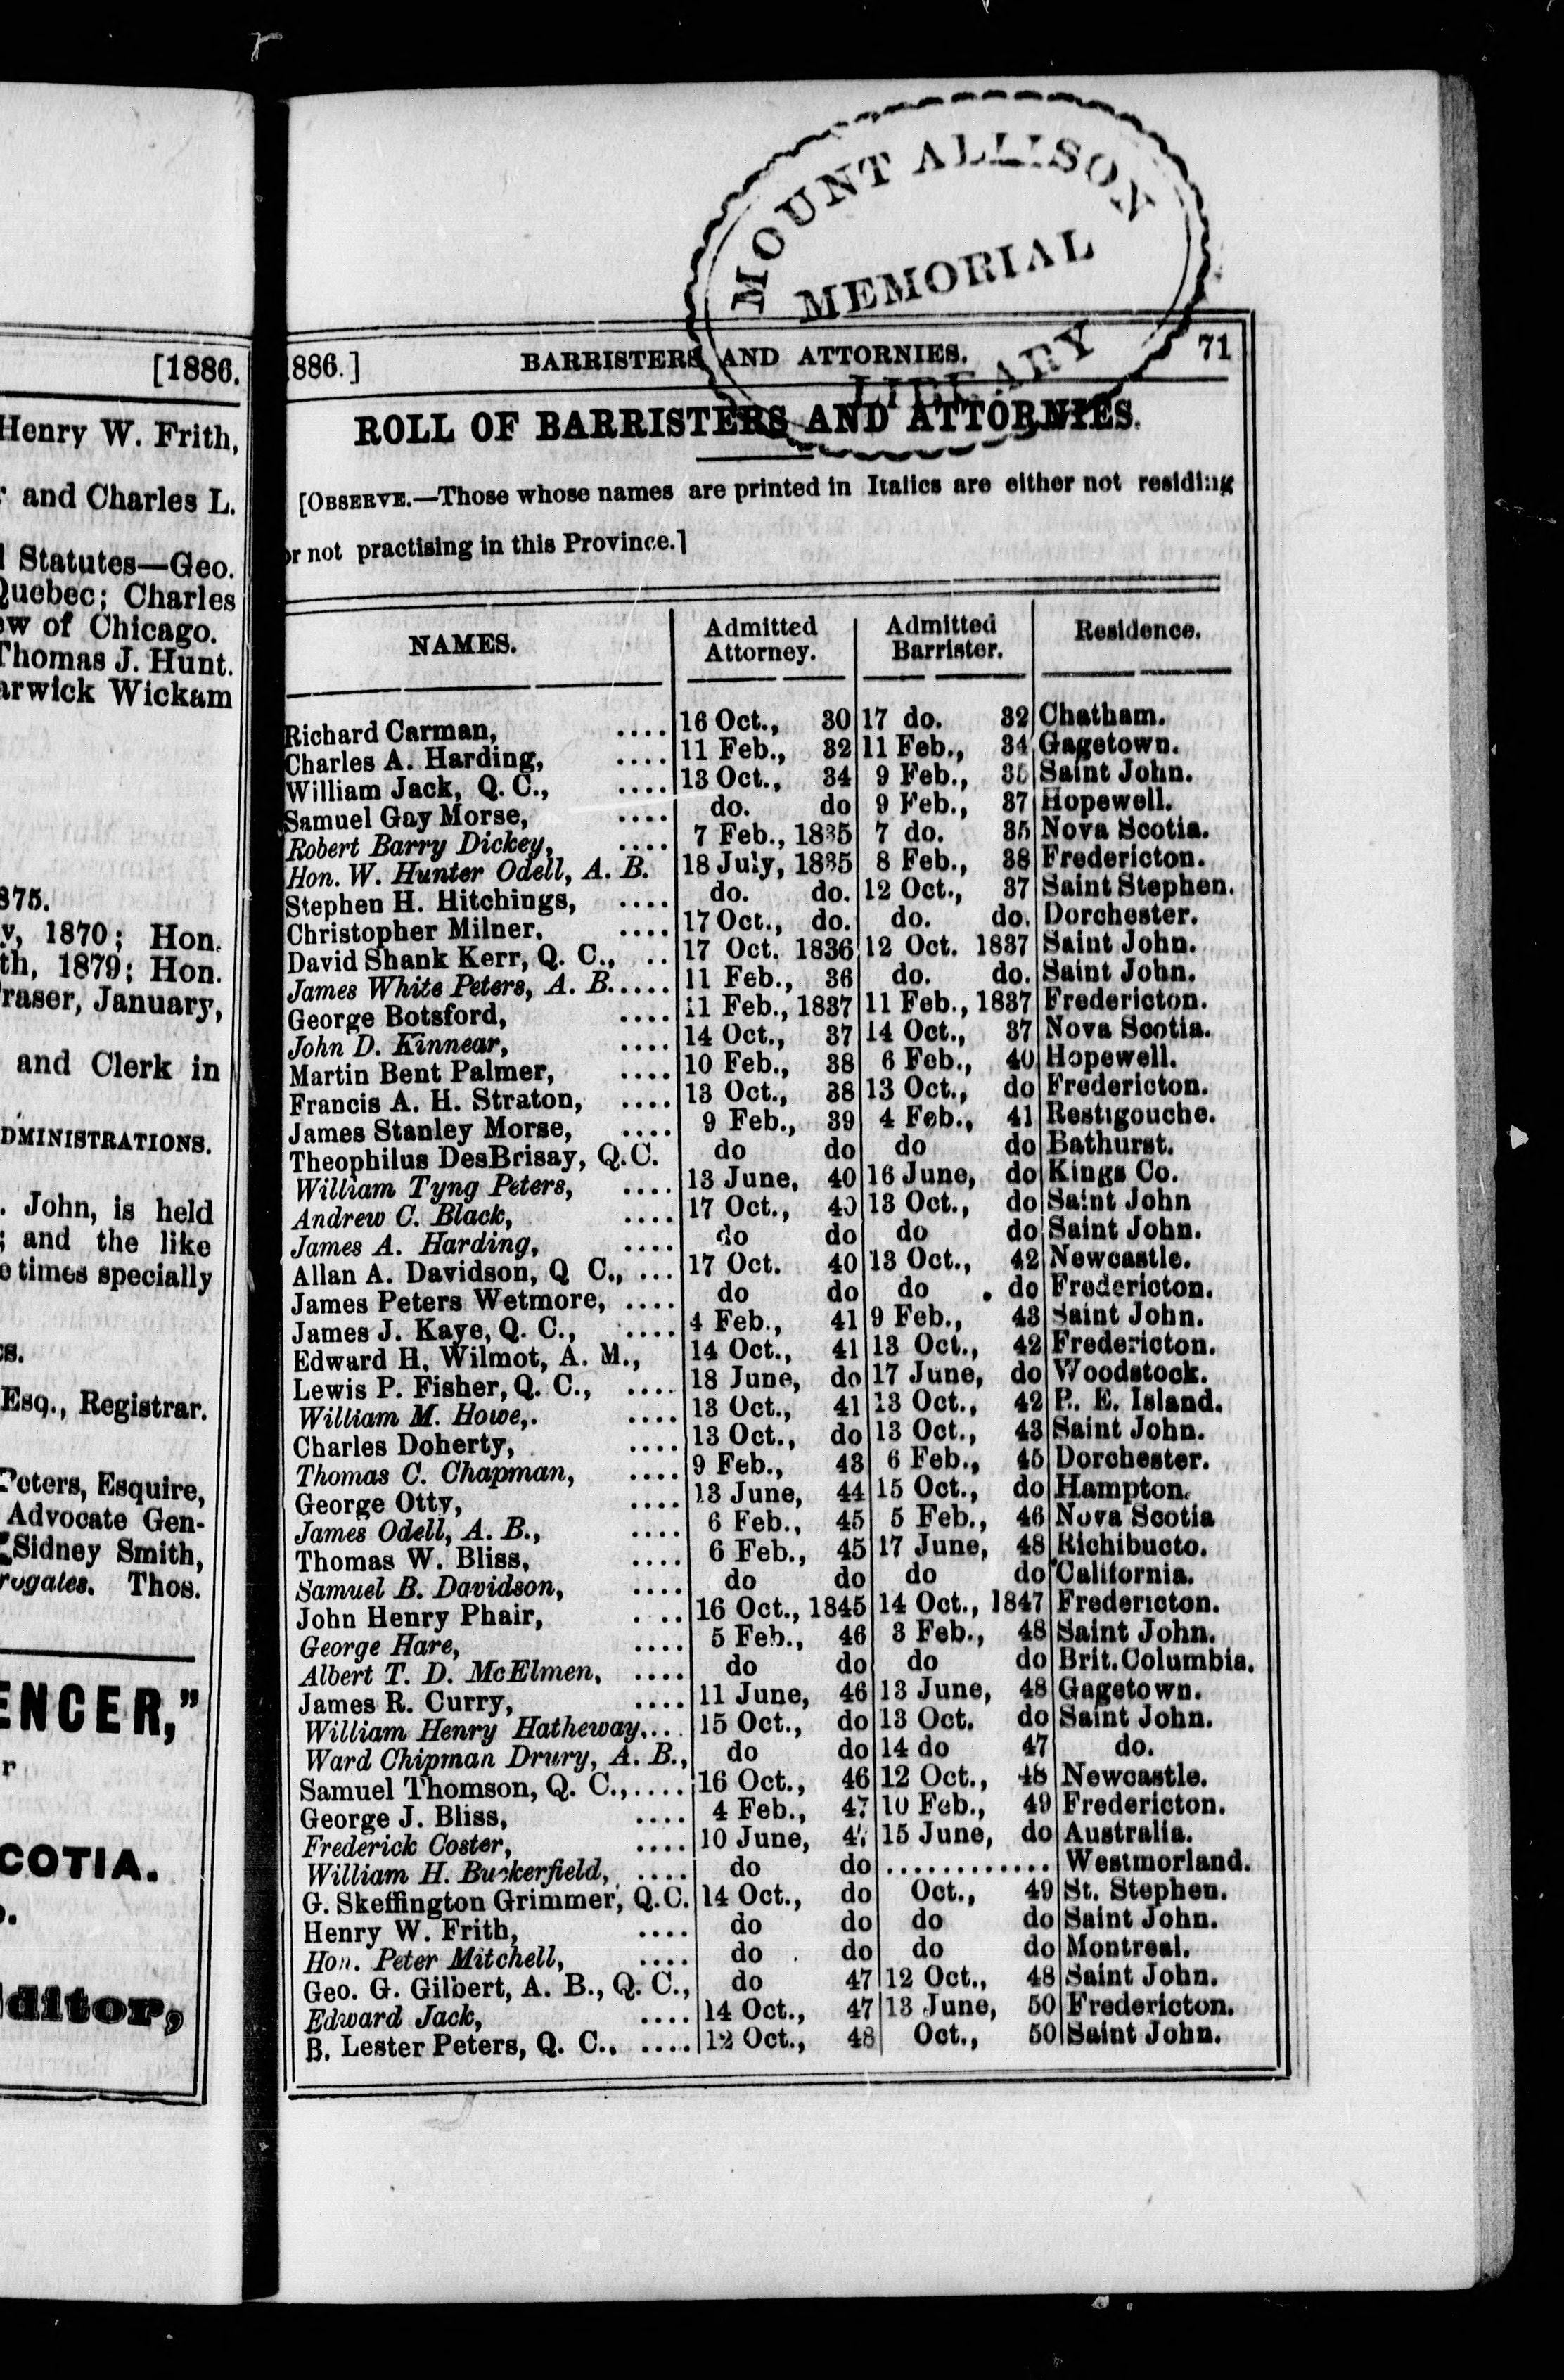 [1886.
Henry W. Frith,
and Charles L.
Statutes—Geo.
Quebec; Charles
of Chicago.
Thomas J. Hunt.
Wickam
1870; Hon.
1879; Hon.
January,
and Clerk in
John, is held
and the like
times specially
Esq., Registrar.
Esquire,
Advocate Gen-
Sidney Smith,
Thos.
MOUNT ALLISON
MEMORIAL
LIBRARY
886.] BARRISTERS AND ATTORNIES. 71
ROLL OF BARRISTERS AND ATTORNIES.
[OBSERVE.—Those whose names are printed in Italics are either not residing
or not practising in this Province.]
NAMES. Admitted Attorney. Admitted Barrister. Residence.
Richard Carman, .... 16 Oct., 30 17 do. 32 Chatham.
Charles A. Harding, .... 11 Feb., 32 11 Feb., 34 Gagetown.
William Jack, Q. C., .... 13 Oct., 34 9 Feb., 35 Saint John.
Samuel Gay Morse, .... do. do 9 Feb., 37 Hopewell.
Robert Barry Dickey, .... 7 Feb., 1835 7 do. 35 Nova Scotia.
Hon. W. Hunter Odell, A. B. 18 July, 1835 8 Feb., 38 Fredericton.
Stephen H. Hitchings, .... do. do. 12 Oct., 37 Saint Stephen.
Christopher Milner. .... 17 Oct., do. do. do. Dorchester.
David Shank Kerr, Q. C., .. 17 Oct. 1836 12 Oct. 1837 Saint John.
James White Peters, A. B..... 11 Feb., 36 do. do. Saint John.
George Botsford, .... 11 Feb., 1837 11 Feb., 1837 Fredericton.
John D. Kinnear, .... 14 Oct., 37 14 Oct., 37 Nova Scotia.
Martin Bent Palmer, .... 10 Feb., 38 6 Feb., 40 Hopewell.
Francis A. H. Straton, .... 13 Oct., 38 13 Oct., do Fredericton.
James Stanley Morse, .... 9 Feb., 39 4 Feb., 41 Restigouche.
Theophilus DesBrisay, Q.C. do do do do Bathurst.
William Tyng Peters, .... 13 June, 40 16 June, do Kings Co.
Andrew C. Black, .... 17 Oct., 40 13 Oct., do Saint John
James A. Harding, .... do do do do Saint John.
Allan A. Davidson, Q C., ... 17 Oct. 40 13 Oct., 42 Newcastle.
James Peters Wetmore, .... do do do . do Fredericton.
James J. Kaye, Q. C., .... 4 Feb., 41 9 Feb., 43 Saint John.
Edward H. Wilmot, A. M., 14 Oct., 41 13 Oct., 42 Fredericton.
Lewis P. Fisher, Q. C., .... 18 June, do 17 June, do Woodstock.
William M. Howe,. .... 13 Oct., 41 13 Oct., 42 P. E. Island.
Charles Doherty, .... 13 Oct., do 13 Oct., 43 Saint John.
Thomas C. Chapman, .... 9 Feb., 43 6 Feb., 45 Dorchester.
George Otty, .... 13 June, 44 15 Oct., do Hampton.
James Odell, A. B., .... 6 Feb., 45 5 Feb., 46 Nova Scotia
Thomas W. Bliss, .... 6 Feb., 45 17 June, 48 Richibucto.
Samuel B. Davidson, .... do do do do California.
John Henry Phair, .... 16 Oct., 1845 14 Oct., 1847 Fredericton.
George Hare, .... 5 Feb., 46 3 Feb., 48 Saint John.
Albert T. D. McElmen, .... do do do do Brit. Columbia.
James R. Curry, .... 11 June, 46 13 June, 48 Gagetown.
William Henry Hatheway... . 15 Oct., do 13 Oct. do Saint John.
Ward Chipman Drury, A. B., do do 14 do 47 do.
Samuel Thomson, Q. C.,.... 16 Oct., 46 12 Oct., 48 Newcastle.
George J. Bliss, .... 4 Feb., 47 10 Feb., 49 Fredericton.
Frederick Coster, .... 10 June, 47 15 June, do Australia.
William H. Buckerfield, .... do do ............ Westmorland.
G. Skeffington Grimmer, Q.C. 14 Oct., do Oct., 49 St. Stephen.
Henry W. Frith, .... do do do do Saint John.
Hon. Peter Mitchell, .... do do do do Montreal.
Geo. G. Gilbert, A. B., Q. C., do 47 12 Oct., 48 Saint John.
Edward Jack, .... 14 Oct., 47 13 June, 50 Fredericton.
B. Lester Peters, Q. C., .... 12 Oct., 48 Oct., 50 Saint John.